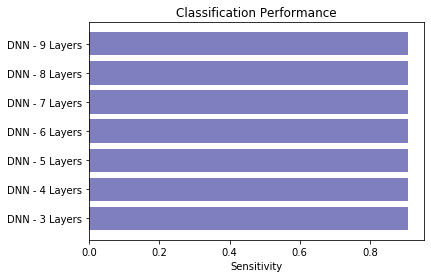 Classification Performance
DNN - 9 Layers
DNN - 8 Layers
DNN - 7 Layers
DNN - 6 Layers
DNN - 5 Layers
DNN - 4 Layers
DNN - 3 Layers
0.0 0.2 0.4 0.6 0.8
Sensitivity